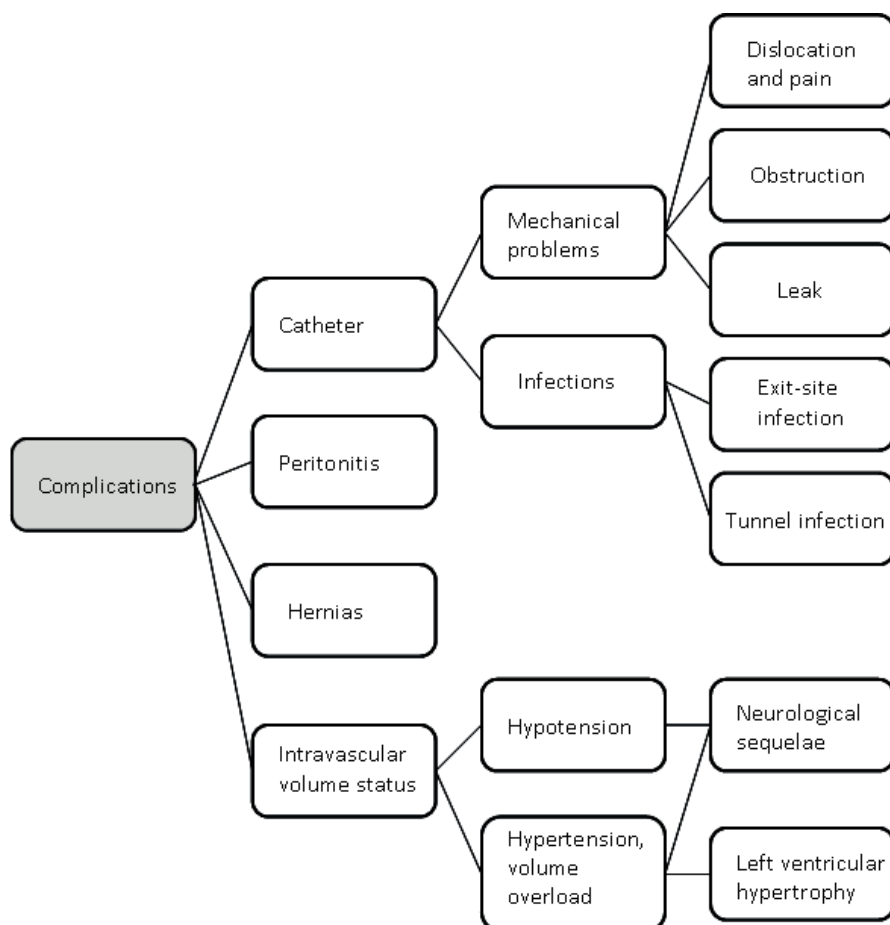 Dislocation
and pain
Obstruction
Mechanical
problems
Leak
Catheter
Infections
Exit-site
infection
Peritonitis
Complications
Tunnel infection
Hernias
Hypotension
Neurological
sequelae
Intravascular
volume status
Hypertension,
volume
overload
Left ventricular
hypertrophy